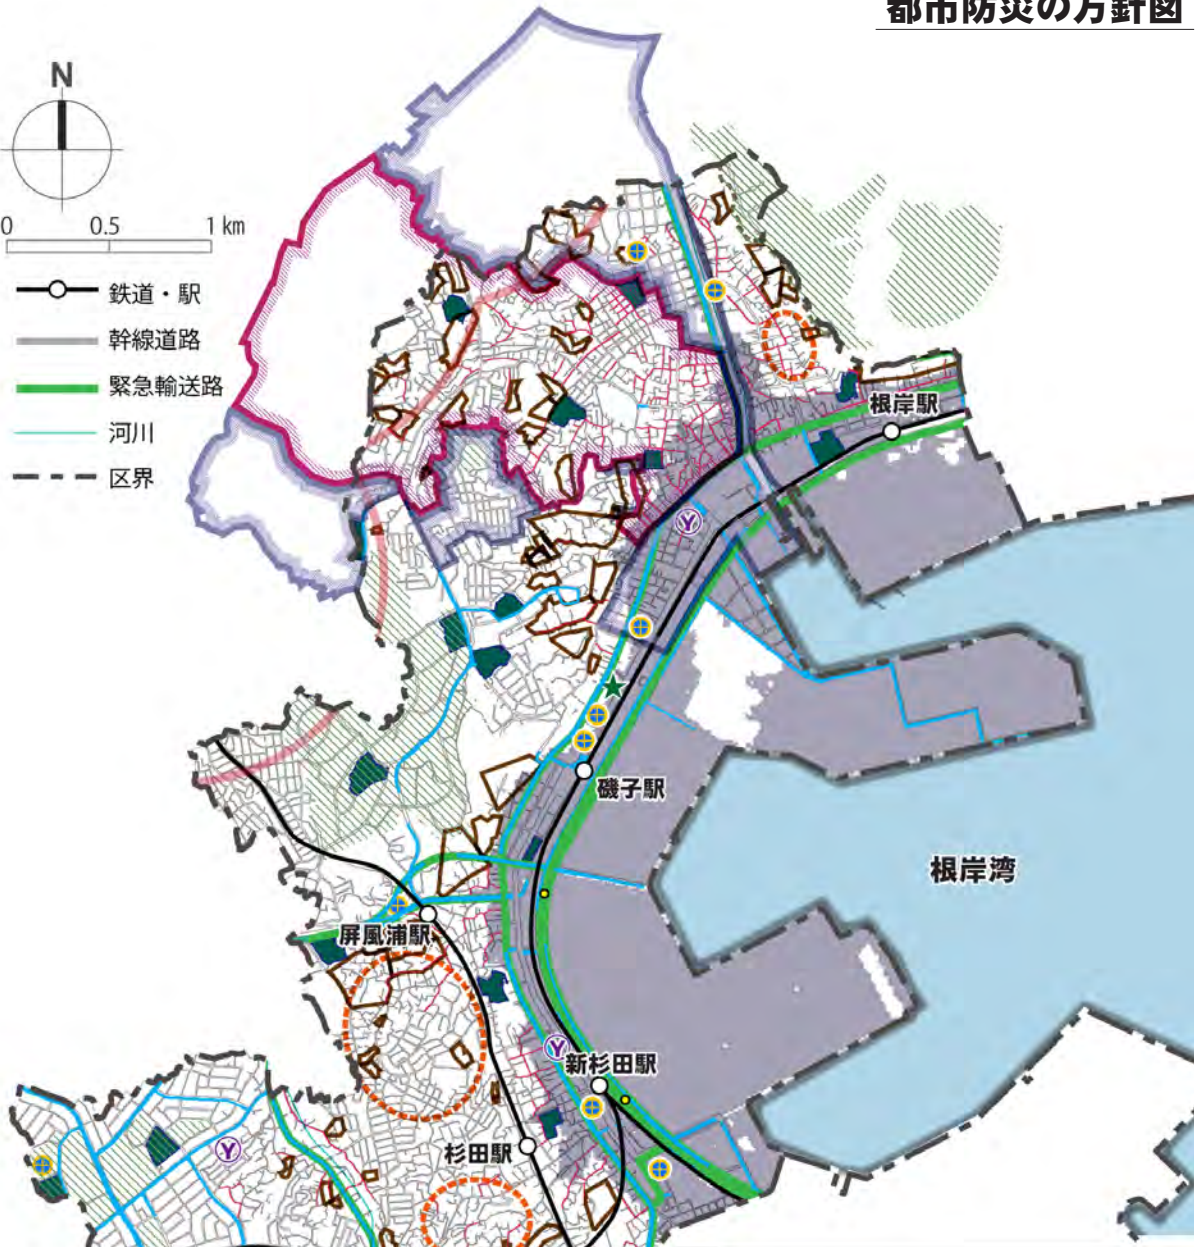 都市防災の方針図
N
0 0.5 1 km
鉄道・駅
幹線道路
緊急輸送路
河川
区界
根岸駅
Y
磯子駅
根岸湾
屏風浦駅
Y
新杉田駅
杉田駅
Y